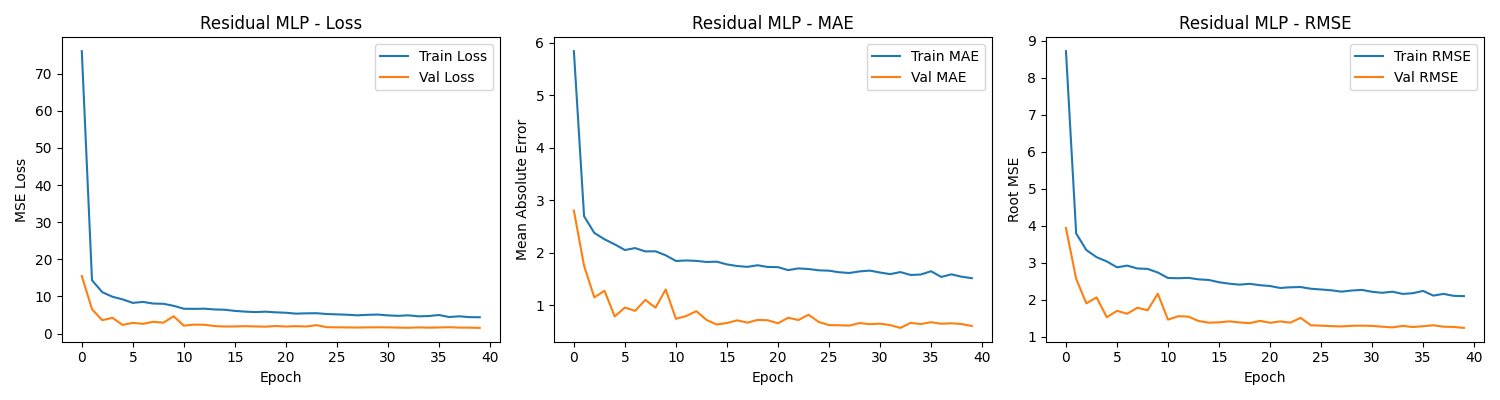 Residual MLP - Loss
MSE Loss
70
60
50
40
30
20
10
0
Train Loss
Val Loss
0 5 10 15 20 25 30 35 40
Epoch
Residual MLP - MAE
Mean Absolute Error
6
5
4
3
2
1
Train MAE
Val MAE
0 5 10 15 20 25 30 35 40
Epoch
Residual MLP - RMSE
Root MSE
9
8
7
6
5
4
3
2
1
Train RMSE
Val RMSE
0 5 10 15 20 25 30 35 40
Epoch